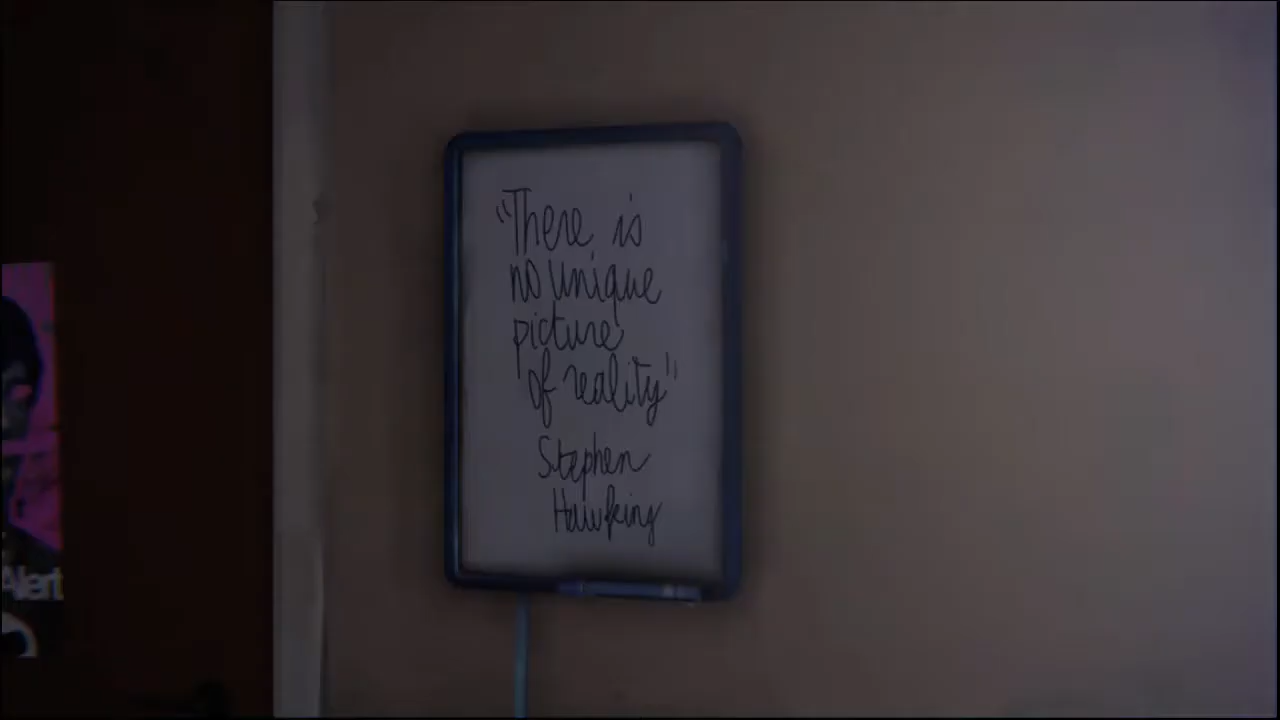 "There is
no unique
picture
of reality"
Stephen
Hawking
Alert